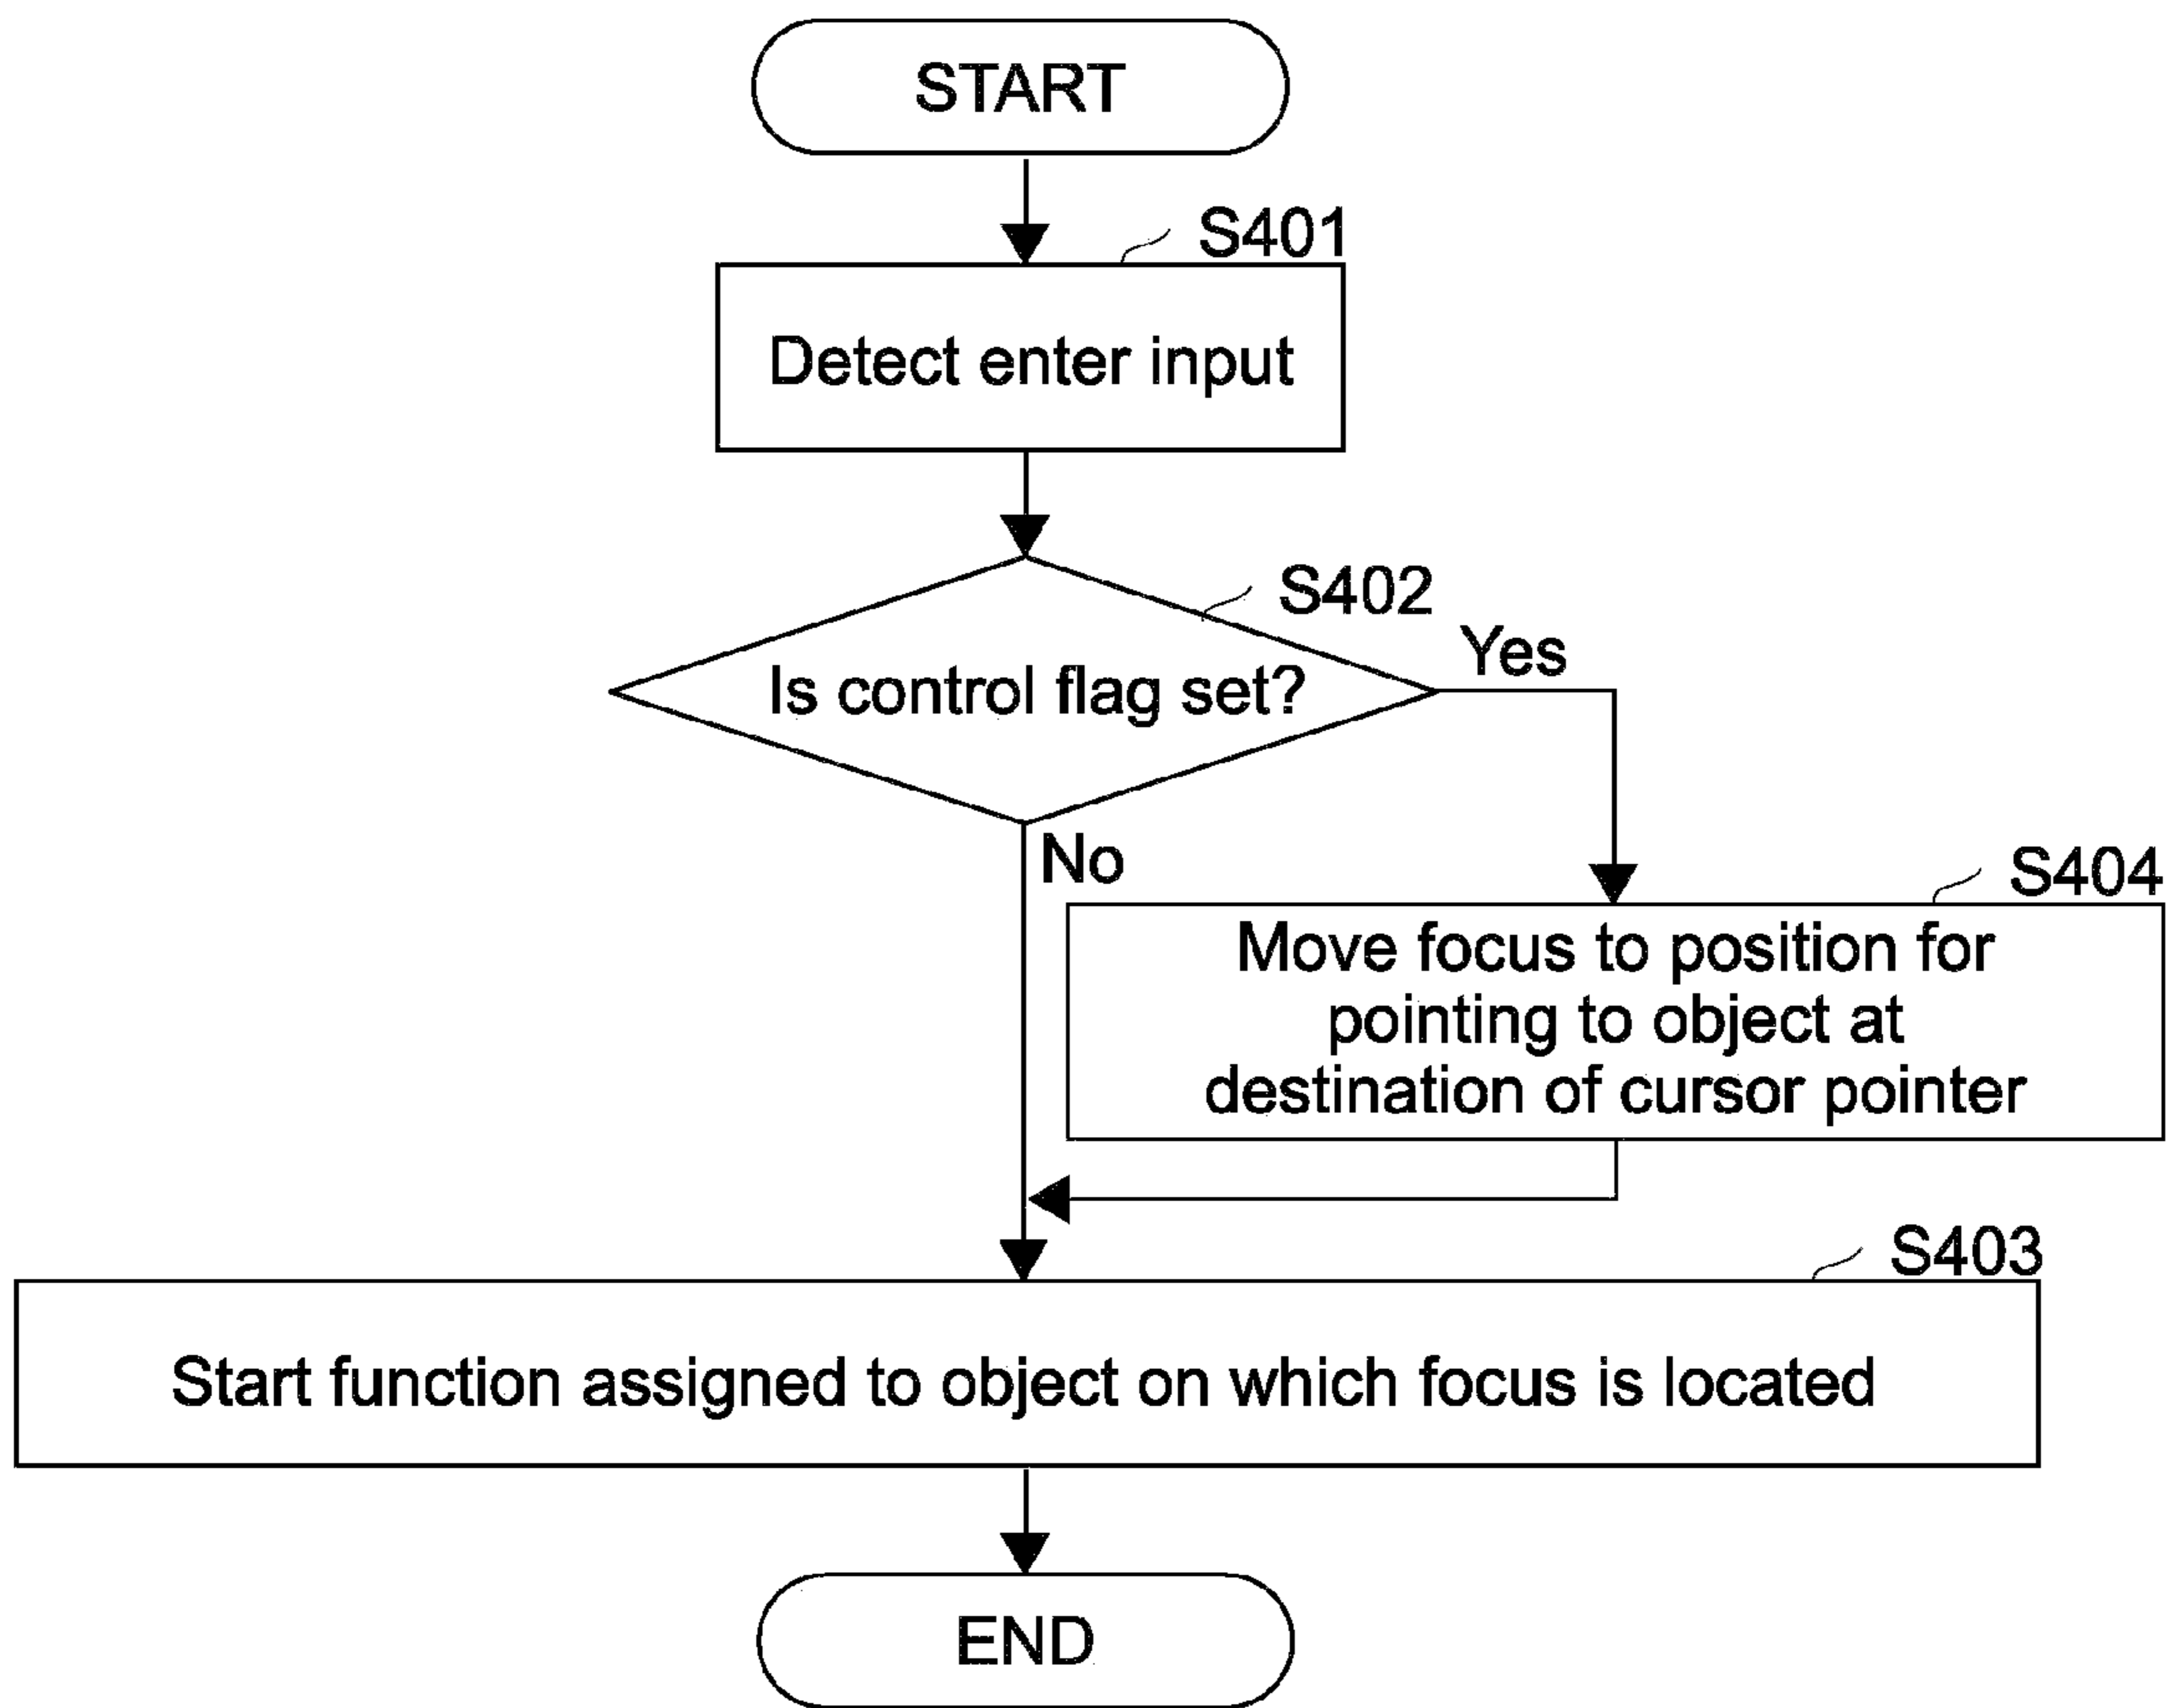 START
S401
Detect enter input
S402
Is control flag set?
Yes
No
S404
Move focus to position for
pointing to object at
destination of cursor pointer
S403
Start function assigned to object on which focus is located
END